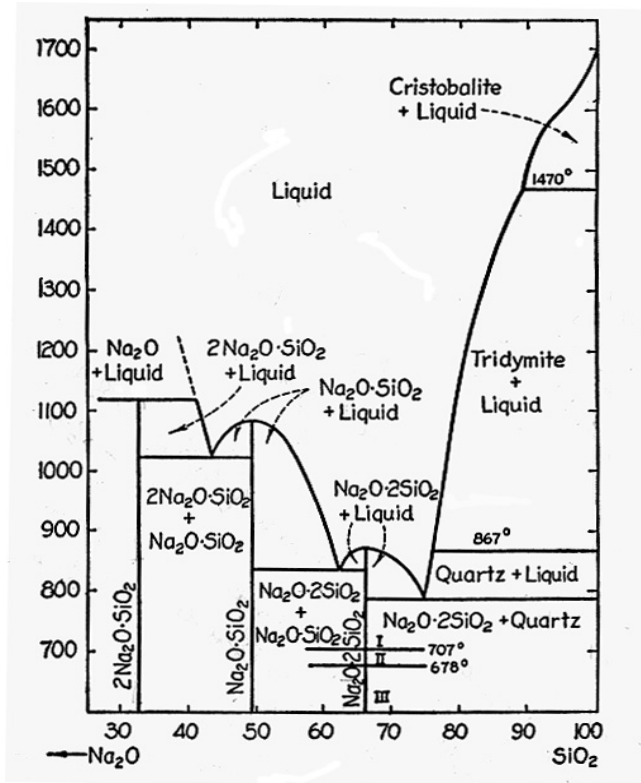 1700
1600
1500
1400
1300
1200
1100
1000
900
800
700
Cristobalite
+ Liquid
1470°
Liquid
Na₂O
+Liquid
2Na₂O·SiO₂
+Liquid
Na₂O·SiO₂
+ Liquid
Tridymite
+
Liquid
2Na₂O·SiO₂
+
Na₂O·SiO₂
Na₂O·2SiO₂
+Liquid
867°
Quartz + Liquid
Na₂O·2SiO₂
+
Na₂O·SiO₂
Na₂O·2SiO₂ +Quartz
2Na₂O·SiO₂
Na₂O·SiO₂
Na₂O·2SiO₂
I
707°
II
678°
III
30 40 50 60 70 80 90 100
Na₂O
SiO₂